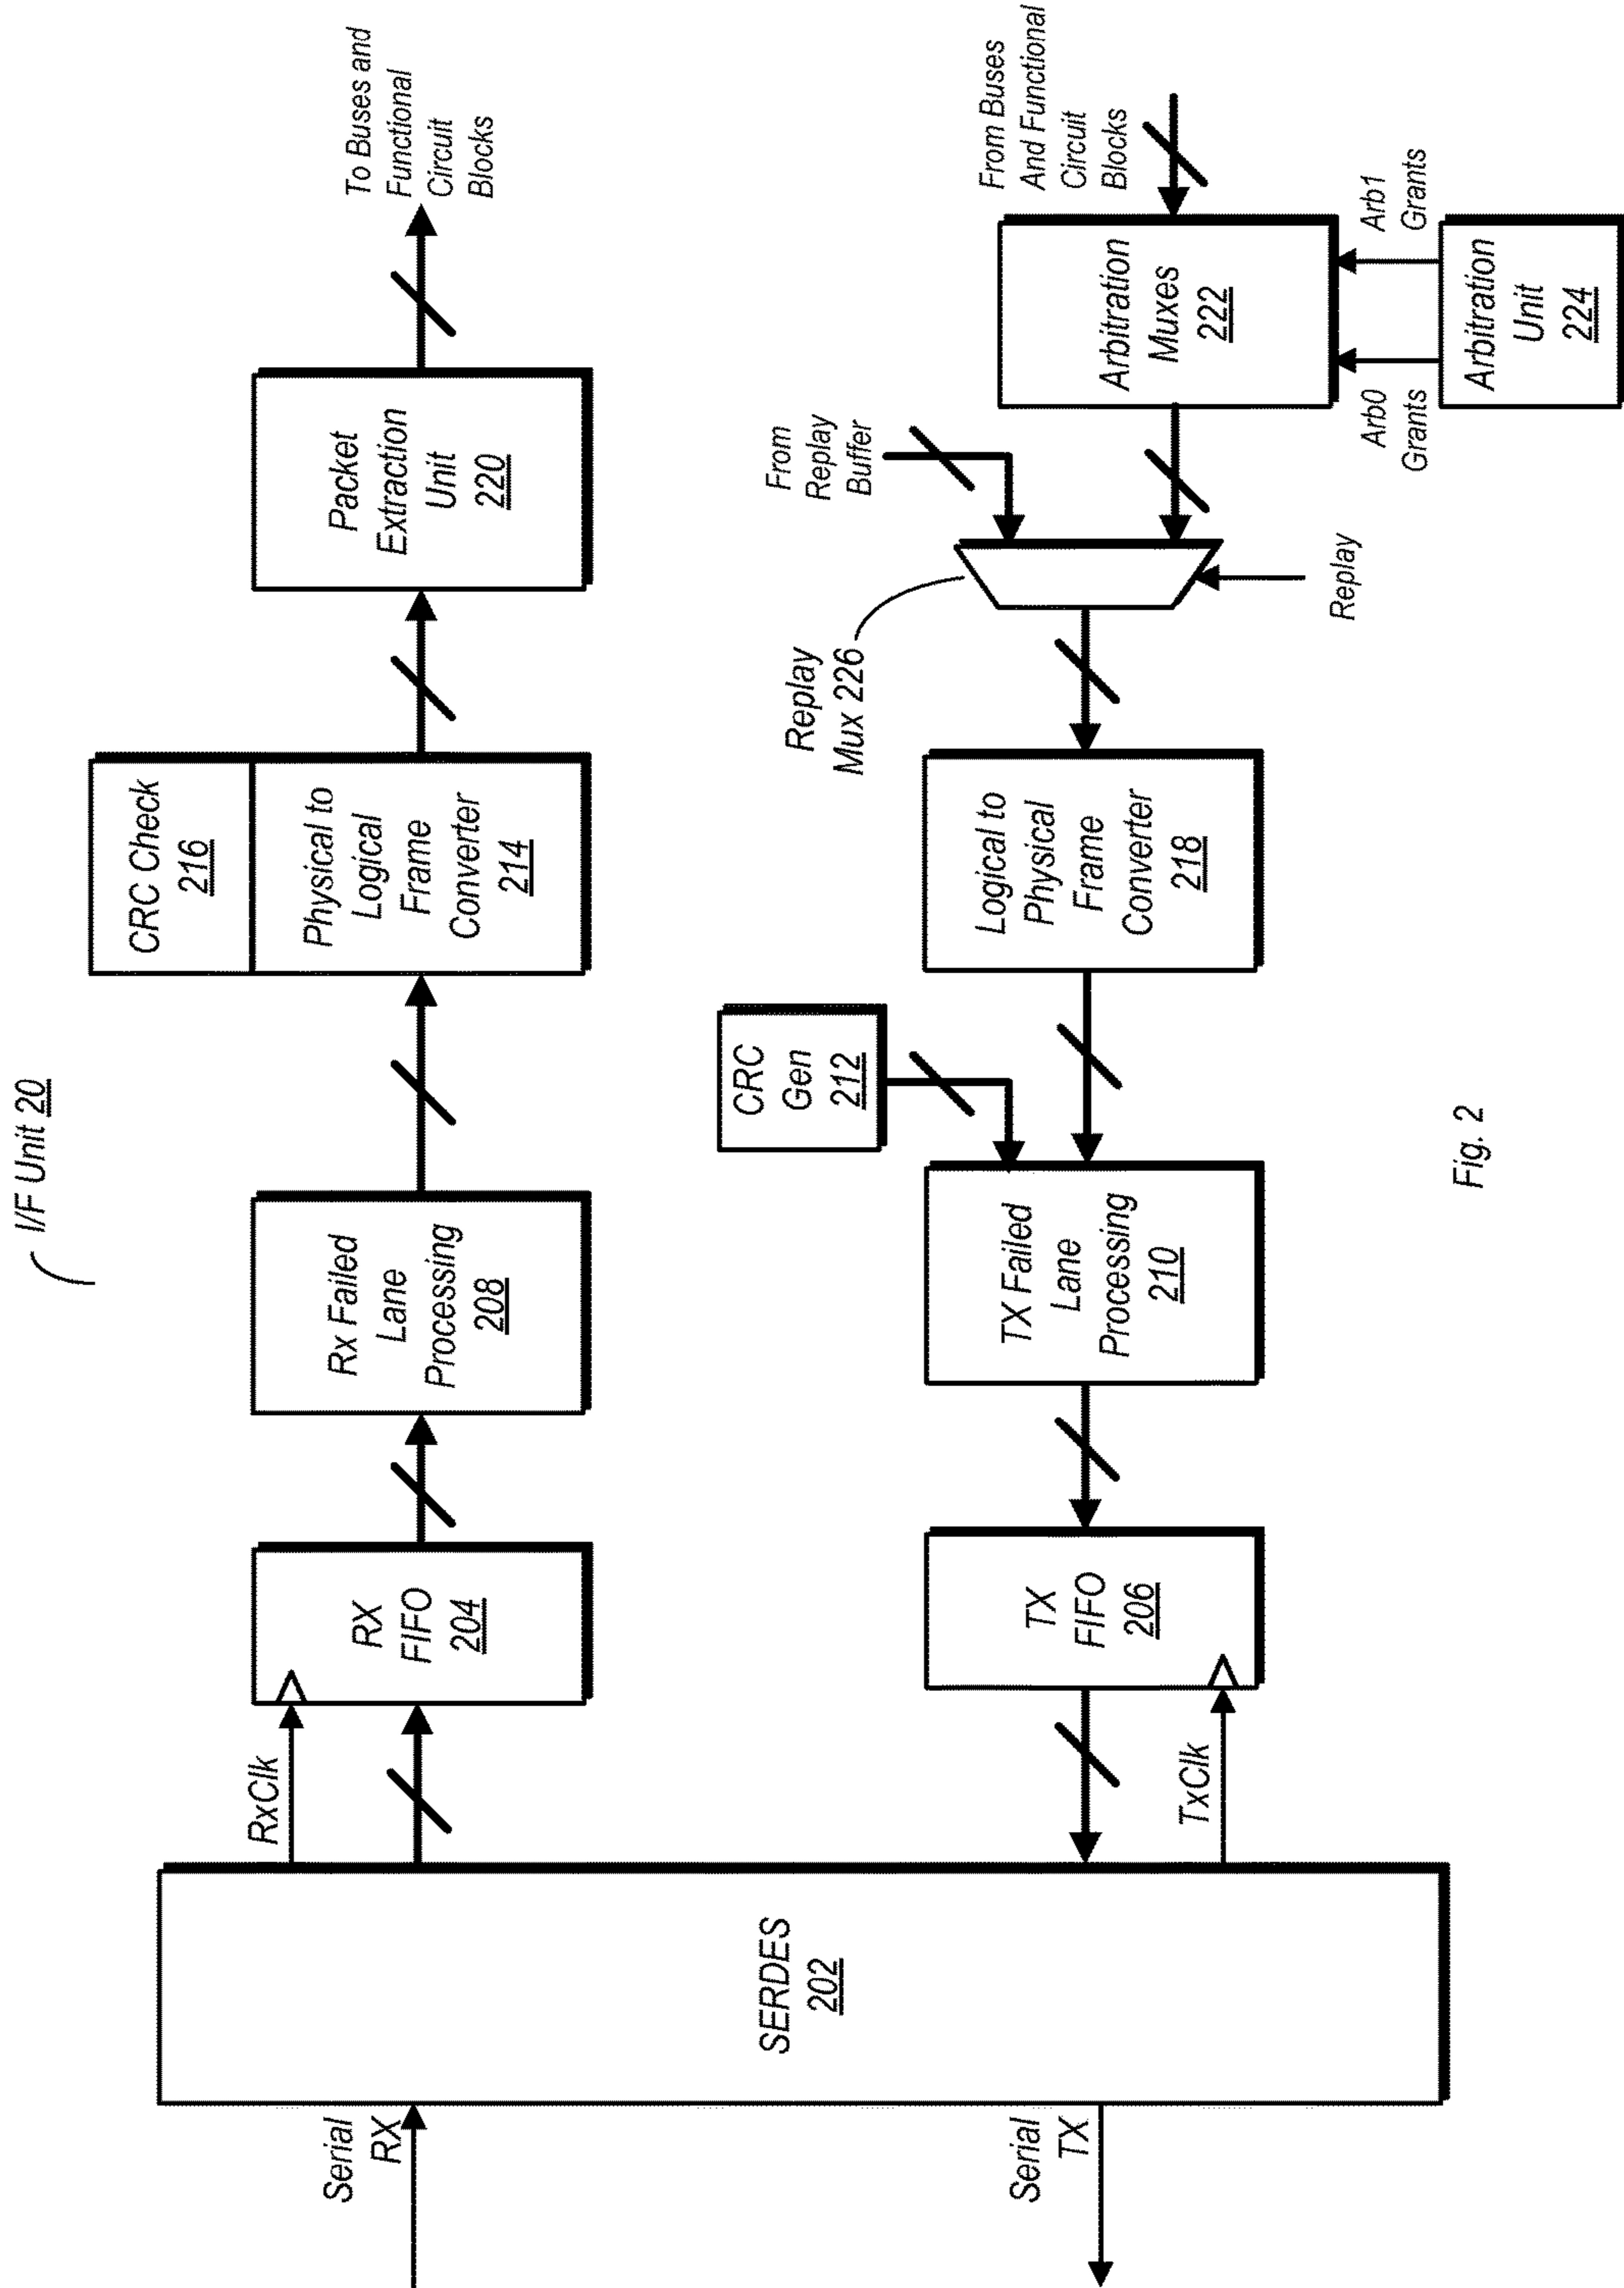 I/F Unit 20
Serial
RX
RxClk
RX
FIFO
204
Rx Failed
Lane
Processing
208
CRC Check
216
Physical to
Logical
Frame
Converter
214
Packet
Extraction
Unit
220
To Buses and
Functional
Circuit
Blocks
SERDES
202
Serial
TX
TxClk
TX
FIFO
206
TX Failed
Lane
Processing
210
CRC
Gen
212
Logical to
Physical
Frame
Converter
218
Replay
Mux 226
From
Replay
Buffer
Replay
Arbitration
Muxes
222
From Buses
And Functional
Circuit
Blocks
Arb0
Grants
Arb1
Grants
Arbitration
Unit
224
Fig. 2